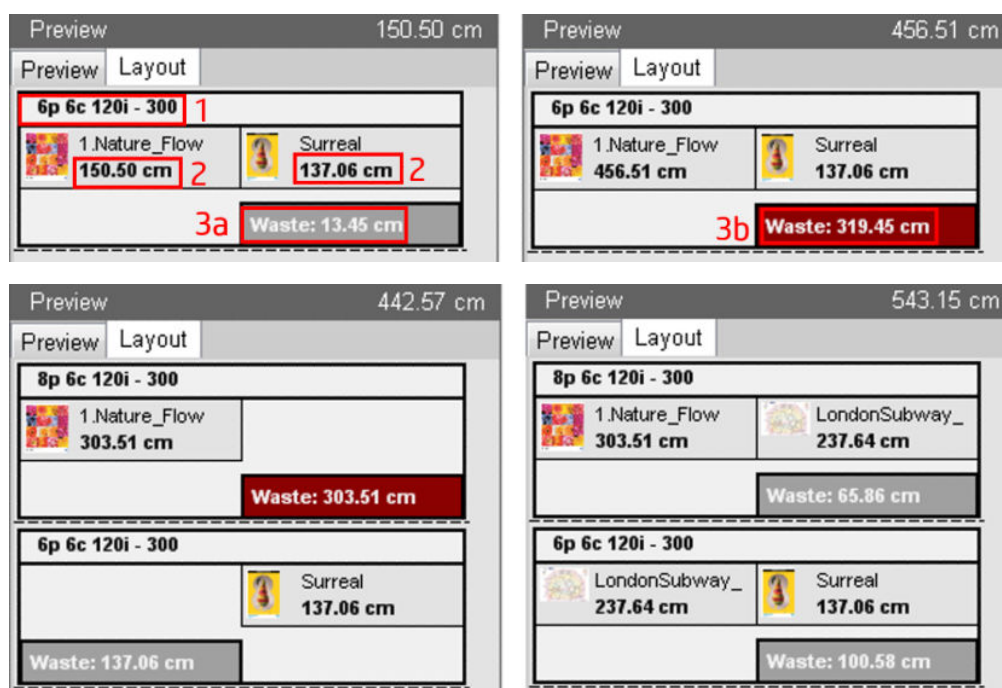 Preview 150.50 cm
Preview Layout
6p 6c 120i - 300 1
1.Nature_Flow Surreal
150.50 cm 2 137.06 cm 2
3a Waste: 13.45 cm
Preview 456.51 cm
Preview Layout
6p 6c 120i - 300
1.Nature_Flow Surreal
456.51 cm 137.06 cm
3b Waste: 319.45 cm
Preview 442.57 cm
Preview Layout
8p 6c 120i - 300
1.Nature_Flow
303.51 cm
Waste: 303.51 cm
6p 6c 120i - 300
Surreal
137.06 cm
Waste: 137.06 cm
Preview 543.15 cm
Preview Layout
8p 6c 120i - 300
1.Nature_Flow LondonSubway_
303.51 cm 237.64 cm
Waste: 65.86 cm
6p 6c 120i - 300
LondonSubway_ Surreal
237.64 cm 137.06 cm
Waste: 100.58 cm